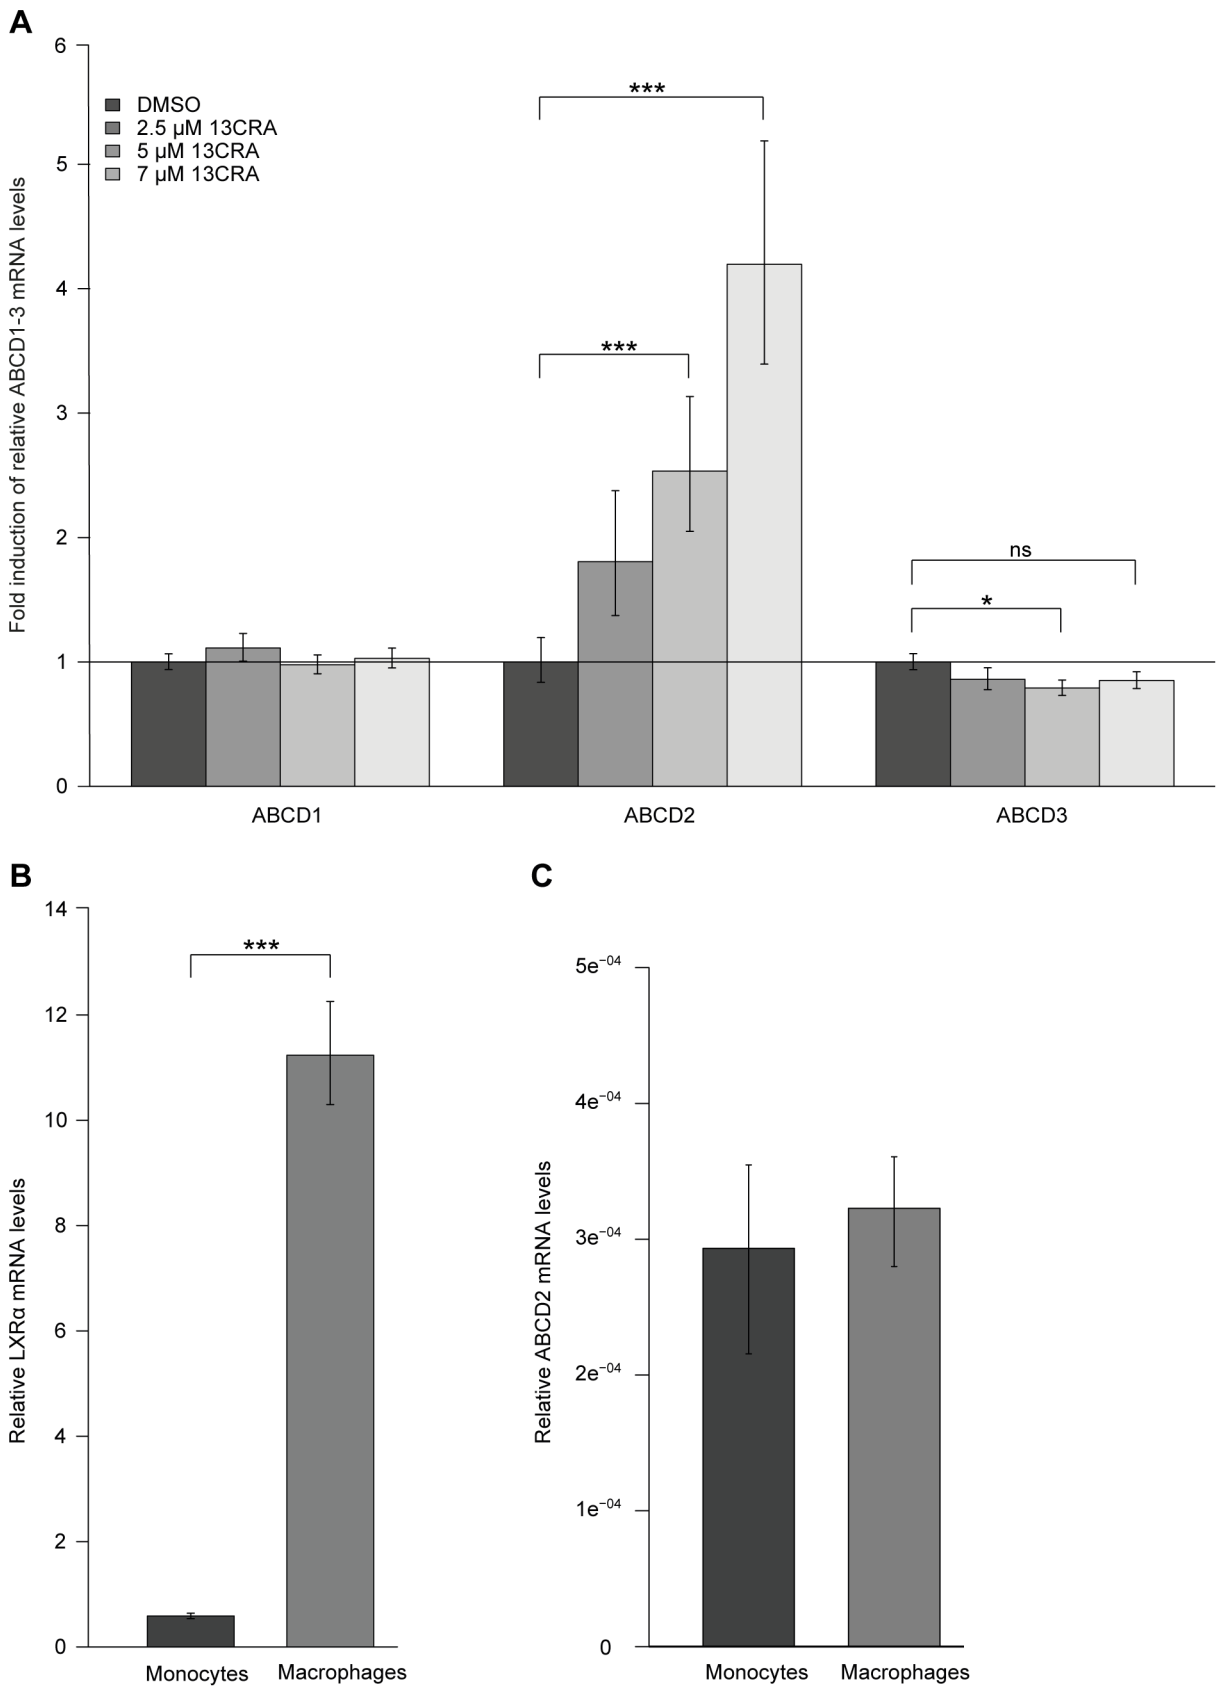 A
6
5
4
3
2
1
0
Fold induction of relative ABCD1-3 mRNA levels
DMSO
2.5 µM 13CRA
5 µM 13CRA
7 µM 13CRA
***
***
ns
*
ABCD1
ABCD2
ABCD3
B
14
12
10
8
6
4
2
0
Relative LXRα mRNA levels
***
Monocytes
Macrophages
C
5e⁻⁰⁴
4e⁻⁰⁴
3e⁻⁰⁴
2e⁻⁰⁴
1e⁻⁰⁴
0
Relative ABCD2 mRNA levels
Monocytes
Macrophages